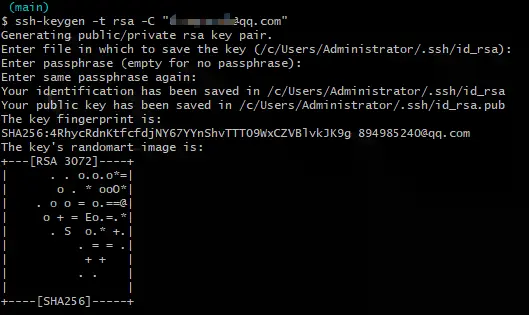 (main)
$ ssh-keygen -t rsa -C "@qq.com"
Generating public/private rsa key pair.
Enter file in which to save the key (/c/Users/Administrator/.ssh/id_rsa):
Enter passphrase (empty for no passphrase):
Enter same passphrase again:
Your identification has been saved in /c/Users/Administrator/.ssh/id_rsa
Your public key has been saved in /c/Users/Administrator/.ssh/id_rsa.pub
The key fingerprint is:
SHA256:4RhycRdnKtfcfdjNY67YYnShvTTTO9WxCZVBlvkJK9g 894985240@qq.com
The key's randomart image is:
+---[RSA 3072]----+
|      . . o.o.o*=|
|       o . * ooO*|
|    . o o = o.==@|
|     o + = Eo.=.*|
|      . S  o.* +.|
|          . = = .|
|           + +   |
|          . .    |
|                 |
+----[SHA256]-----+